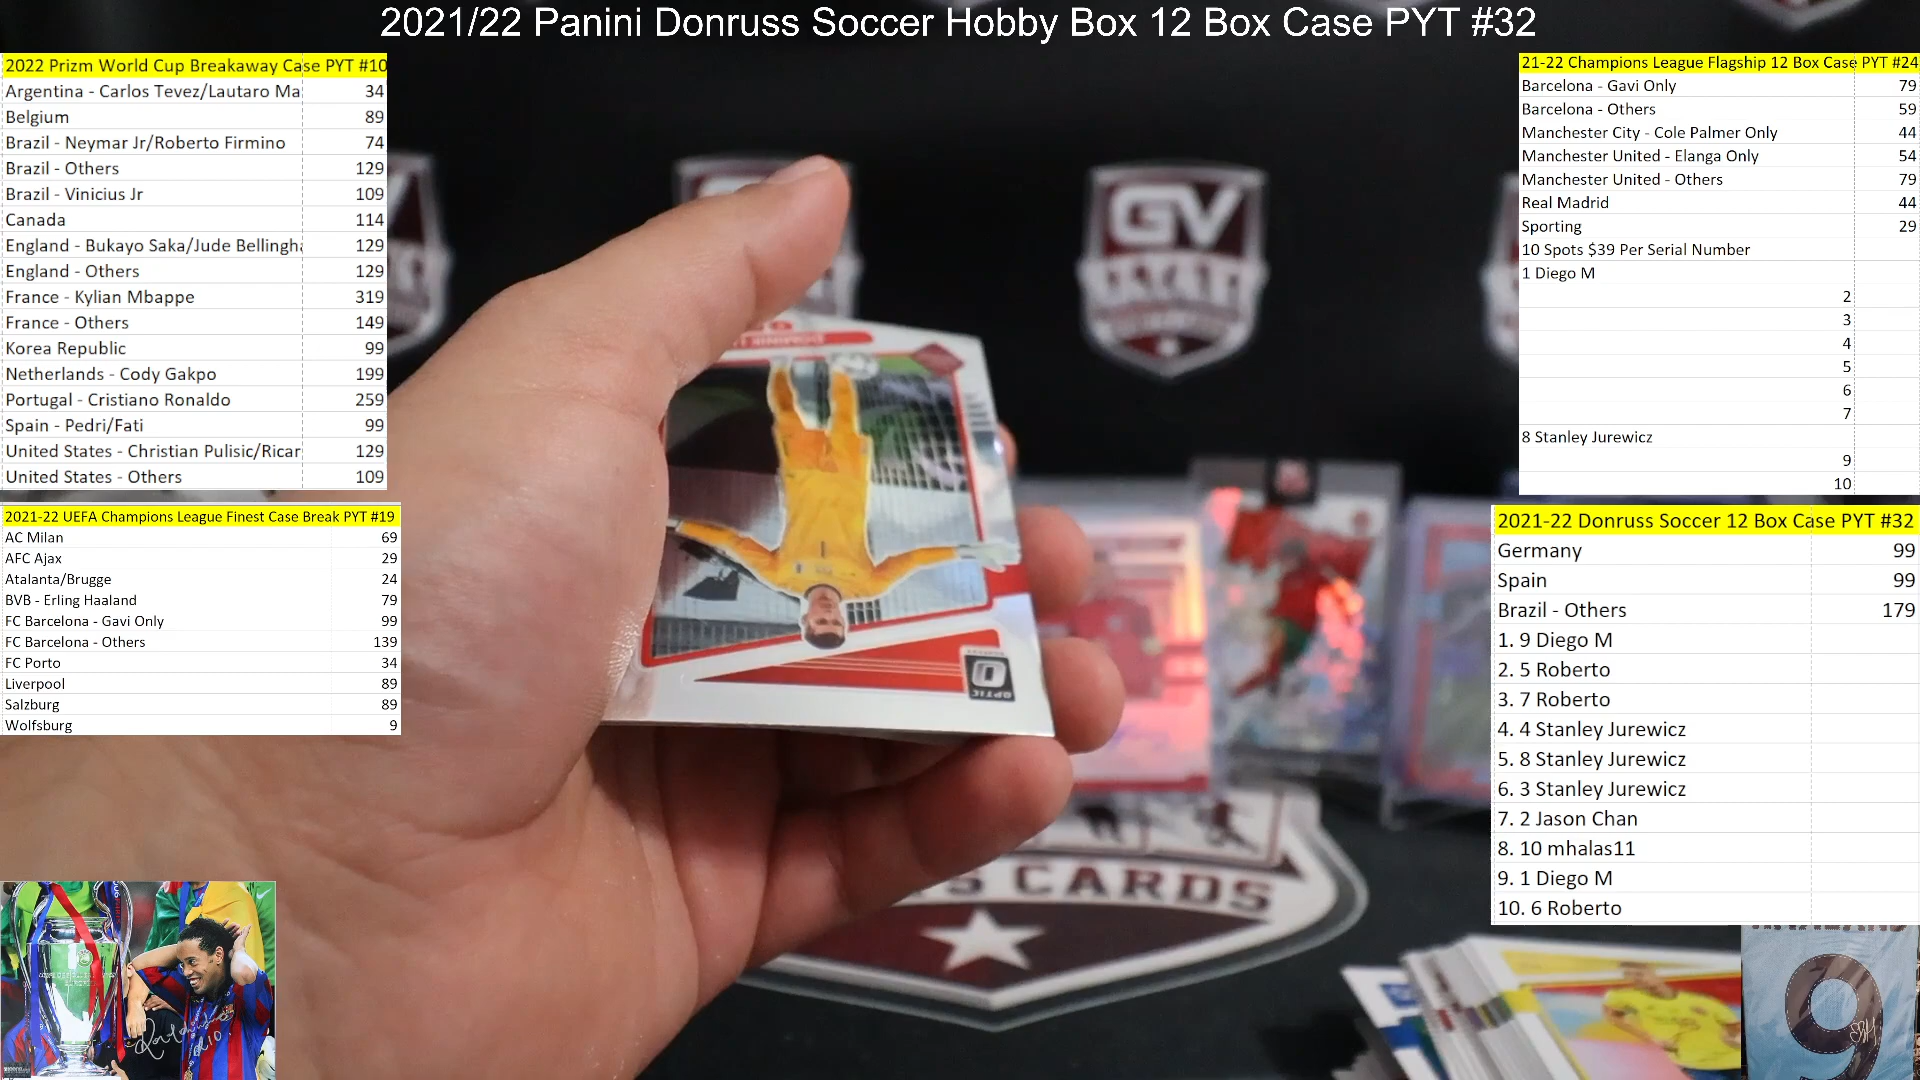 2021/22 Panini Donruss Soccer Hobby Box 12 Box Case PYT #32
2022 Prizm World Cup Breakaway Case PYT #10
Argentina - Carlos Tevez/Lautaro Ma 34
Belgium 89
Brazil - Neymar Jr/Roberto Firmino 74
Brazil - Others 129
Brazil - Vinicius Jr 109
Canada 114
England - Bukayo Saka/Jude Bellingha 129
England - Others 129
France - Kylian Mbappe 319
France - Others 149
Korea Republic 99
Netherlands - Cody Gakpo 199
Portugal - Cristiano Ronaldo 259
Spain - Pedri/Fati 99
United States - Christian Pulisic/Ricar 129
United States - Others 109
2021-22 UEFA Champions League Finest Case Break PYT #19
AC Milan 69
AFC Ajax 29
Atalanta/Brugge 24
BVB - Erling Haaland 79
FC Barcelona - Gavi Only 99
FC Barcelona - Others 139
FC Porto 34
Liverpool 89
Salzburg 89
Wolfsburg 9
21-22 Champions League Flagship 12 Box Case PYT #24
Barcelona - Gavi Only 79
Barcelona - Others 59
Manchester City - Cole Palmer Only 44
Manchester United - Elanga Only 54
Manchester United - Others 79
Real Madrid 44
Sporting 29
10 Spots $39 Per Serial Number
1 Diego M
2
3
4
5
6
7
8 Stanley Jurewicz
9
10
2021-22 Donruss Soccer 12 Box Case PYT #32
Germany 99
Spain 99
Brazil - Others 179
1. 9 Diego M
2. 5 Roberto
3. 7 Roberto
4. 4 Stanley Jurewicz
5. 8 Stanley Jurewicz
6. 3 Stanley Jurewicz
7. 2 Jason Chan
8. 10 mhalas11
9. 1 Diego M
10. 6 Roberto
GV
OPTIC
CARDS
9